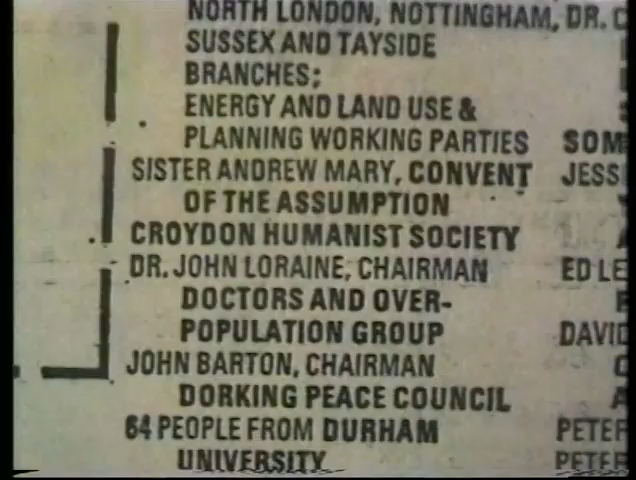 NORTH LONDON, NOTTINGHAM, DR. C
SUSSEX AND TAYSIDE
BRANCHES;
ENERGY AND LAND USE &
PLANNING WORKING PARTIES
SISTER ANDREW MARY, CONVENT
OF THE ASSUMPTION
CROYDON HUMANIST SOCIETY
DR. JOHN LORAINE, CHAIRMAN
DOCTORS AND OVER-
POPULATION GROUP
JOHN BARTON, CHAIRMAN
DORKING PEACE COUNCIL
64 PEOPLE FROM DURHAM
UNIVERSITY
SOM
JESS
ED LE
DAVID
PETER
PETER